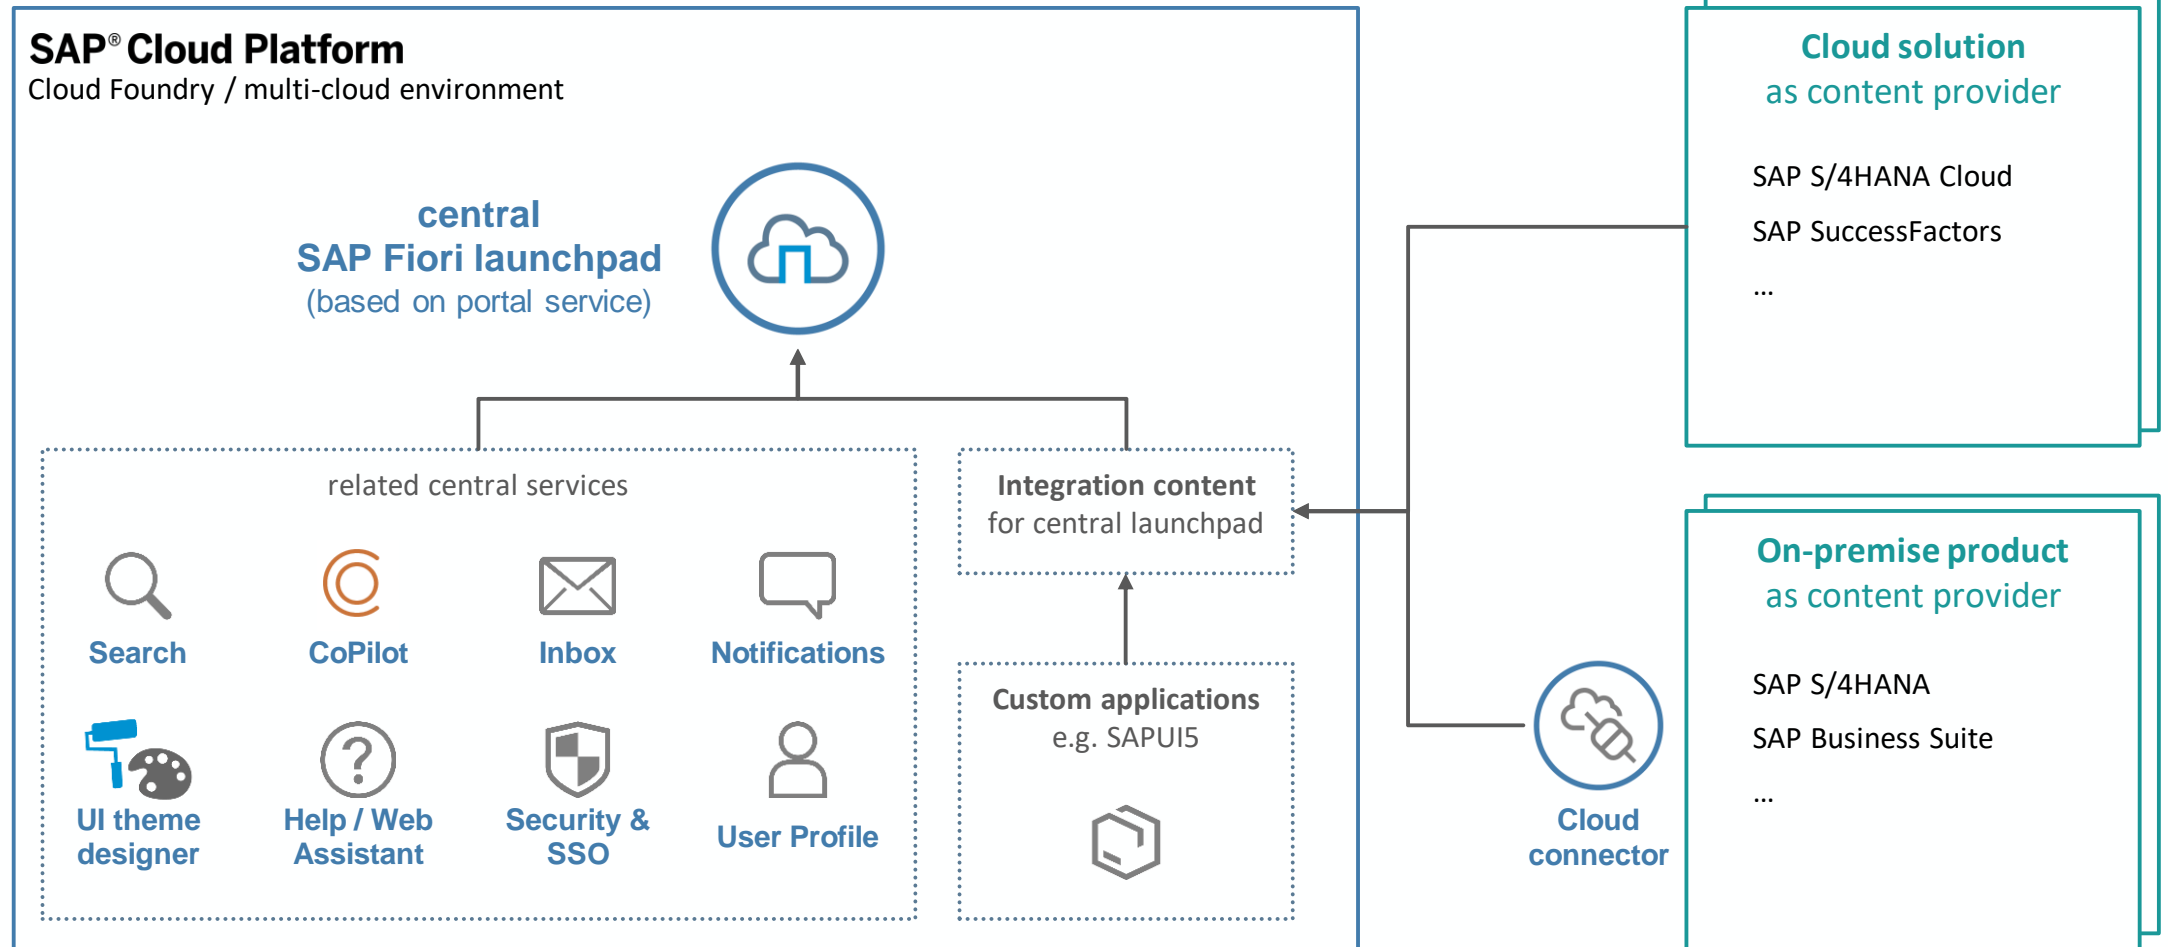 SAP® Cloud Platform
Cloud Foundry / multi-cloud environment
central
SAP Fiori launchpad
(based on portal service)
related central services
Search
CoPilot
Inbox
Notifications
UI theme
designer
Help / Web
Assistant
Security &
SSO
User Profile
Integration content
for central launchpad
Custom applications
e.g. SAPUI5
Cloud solution
as content provider
SAP S/4HANA Cloud
SAP SuccessFactors
...
Cloud
connector
On-premise product
as content provider
SAP S/4HANA
SAP Business Suite
...